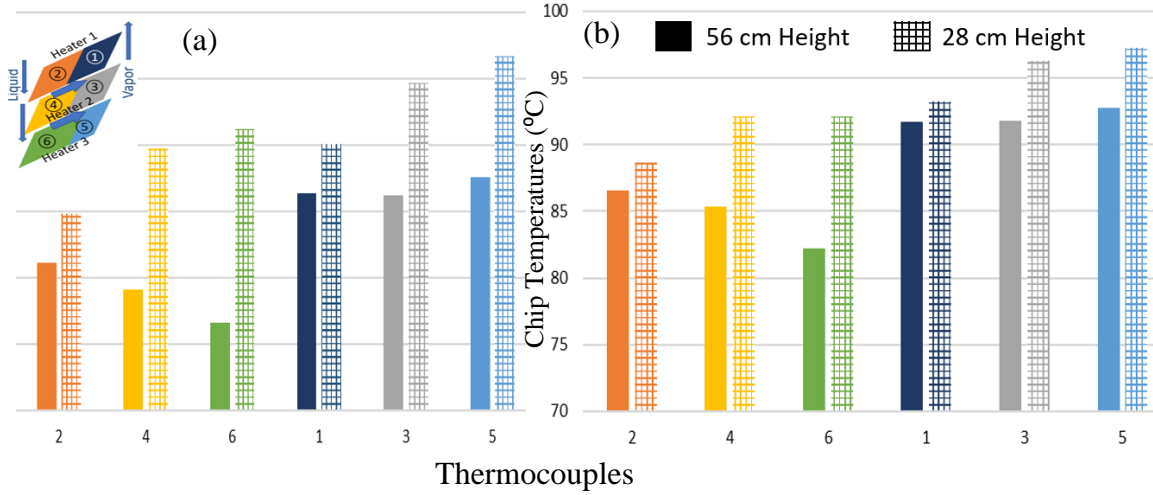 (a)
Heater 1
①
②
Liquid
Vapor
③
④
Heater 2
⑤
⑥
Heater 3
2 4 6 1 3 5
(b) 56 cm Height 28 cm Height
Chip Temperatures (⁰C)
100
95
90
85
80
75
70
2 4 6 1 3 5
Thermocouples